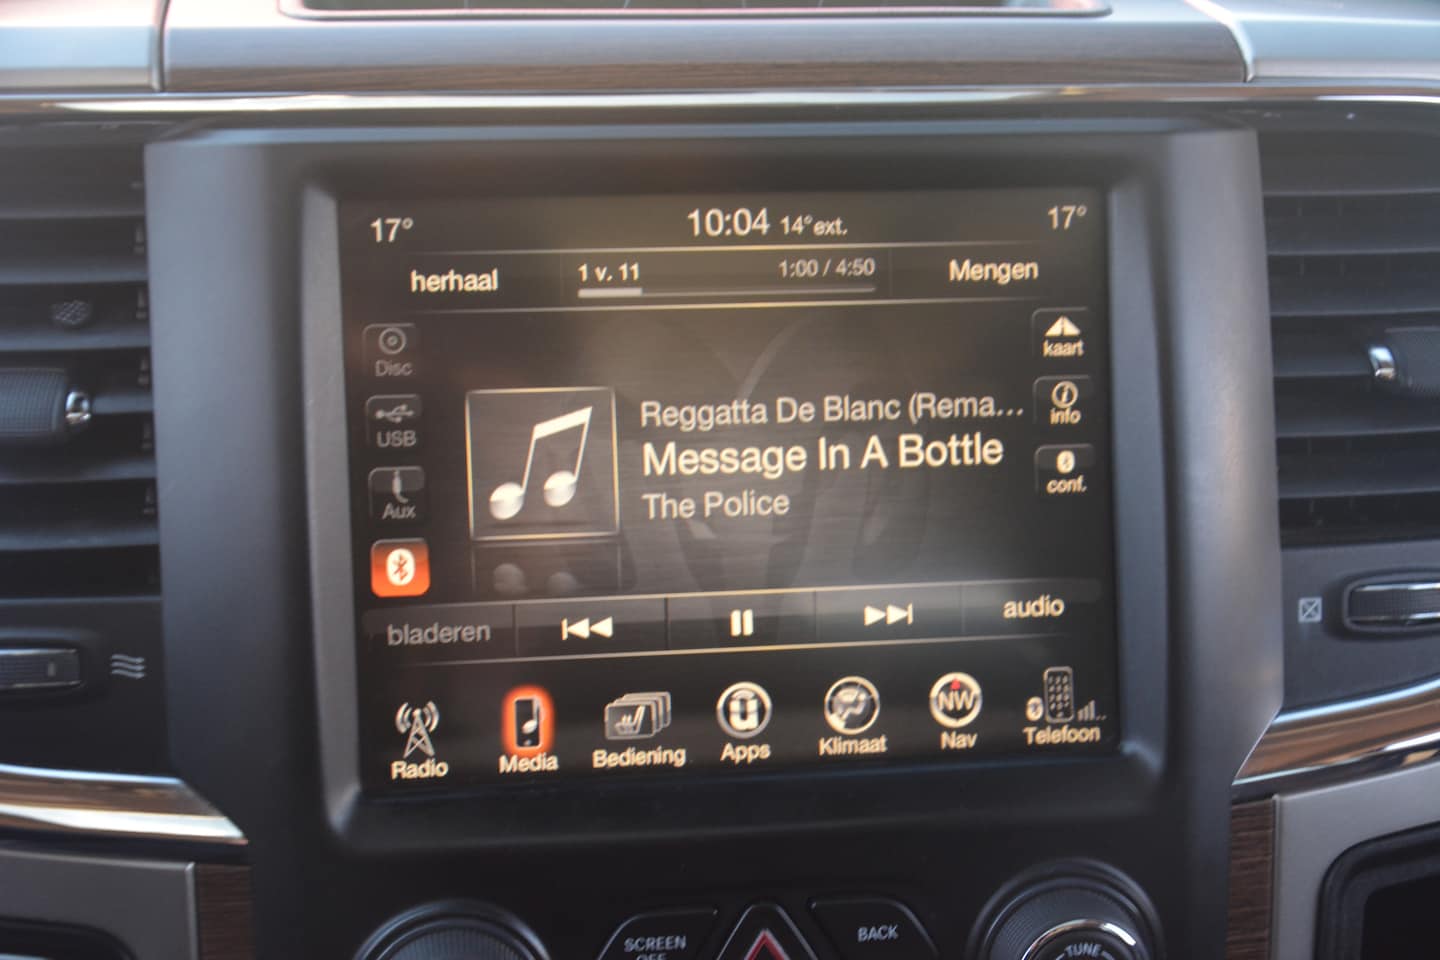 17° 10:04 14° ext. 17°
herhaal 1 v. 11 1:00 / 4:50 Mengen
Disc
USB
Aux
Reggatta De Blanc (Rema...
Message In A Bottle
The Police
kaart
info
conf.
bladeren audio
Radio Media Bediening Apps Klimaat NW Nav Telefoon
SCREEN
OFF
BACK
TUNE